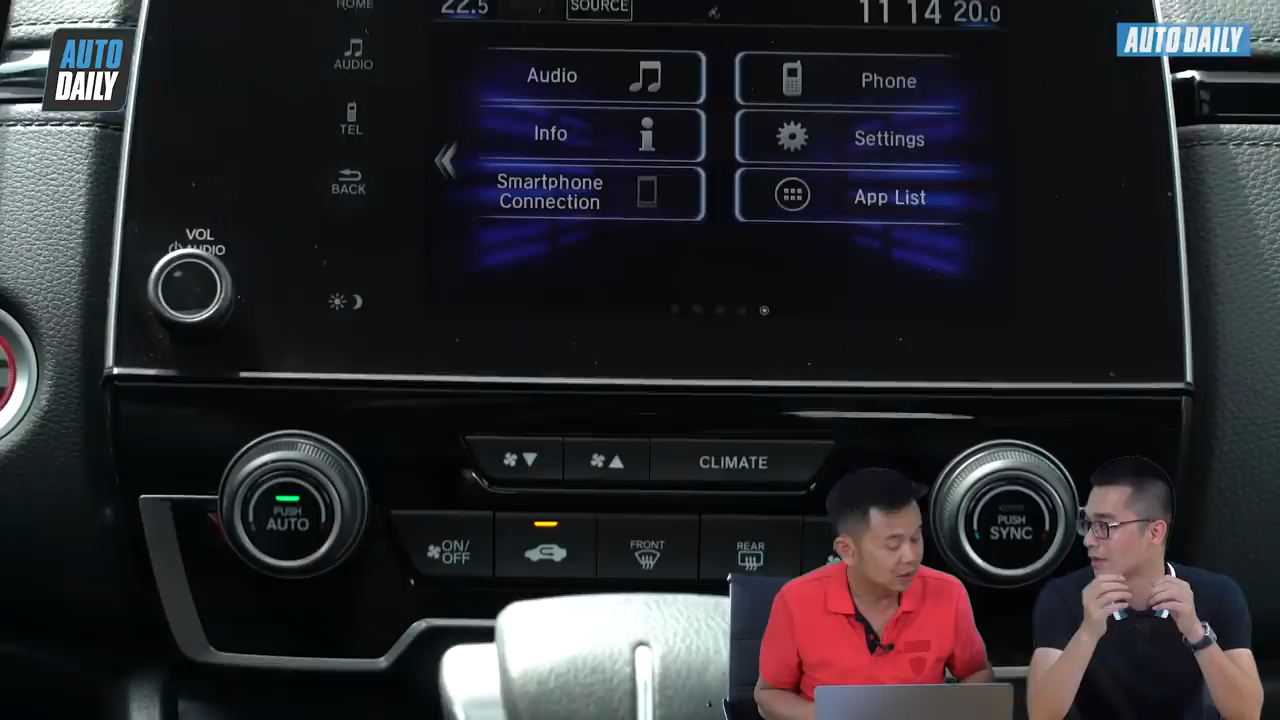 HOME
22.5
SOURCE
11 14
20.0
AUTO DAILY
AUTO
DAILY
AUDIO
TEL
BACK
Audio
Phone
Info
Settings
Smartphone
Connection
App List
VOL
AUDIO
CLIMATE
PUSH
AUTO
ON/
OFF
FRONT
REAR
PUSH
SYNC